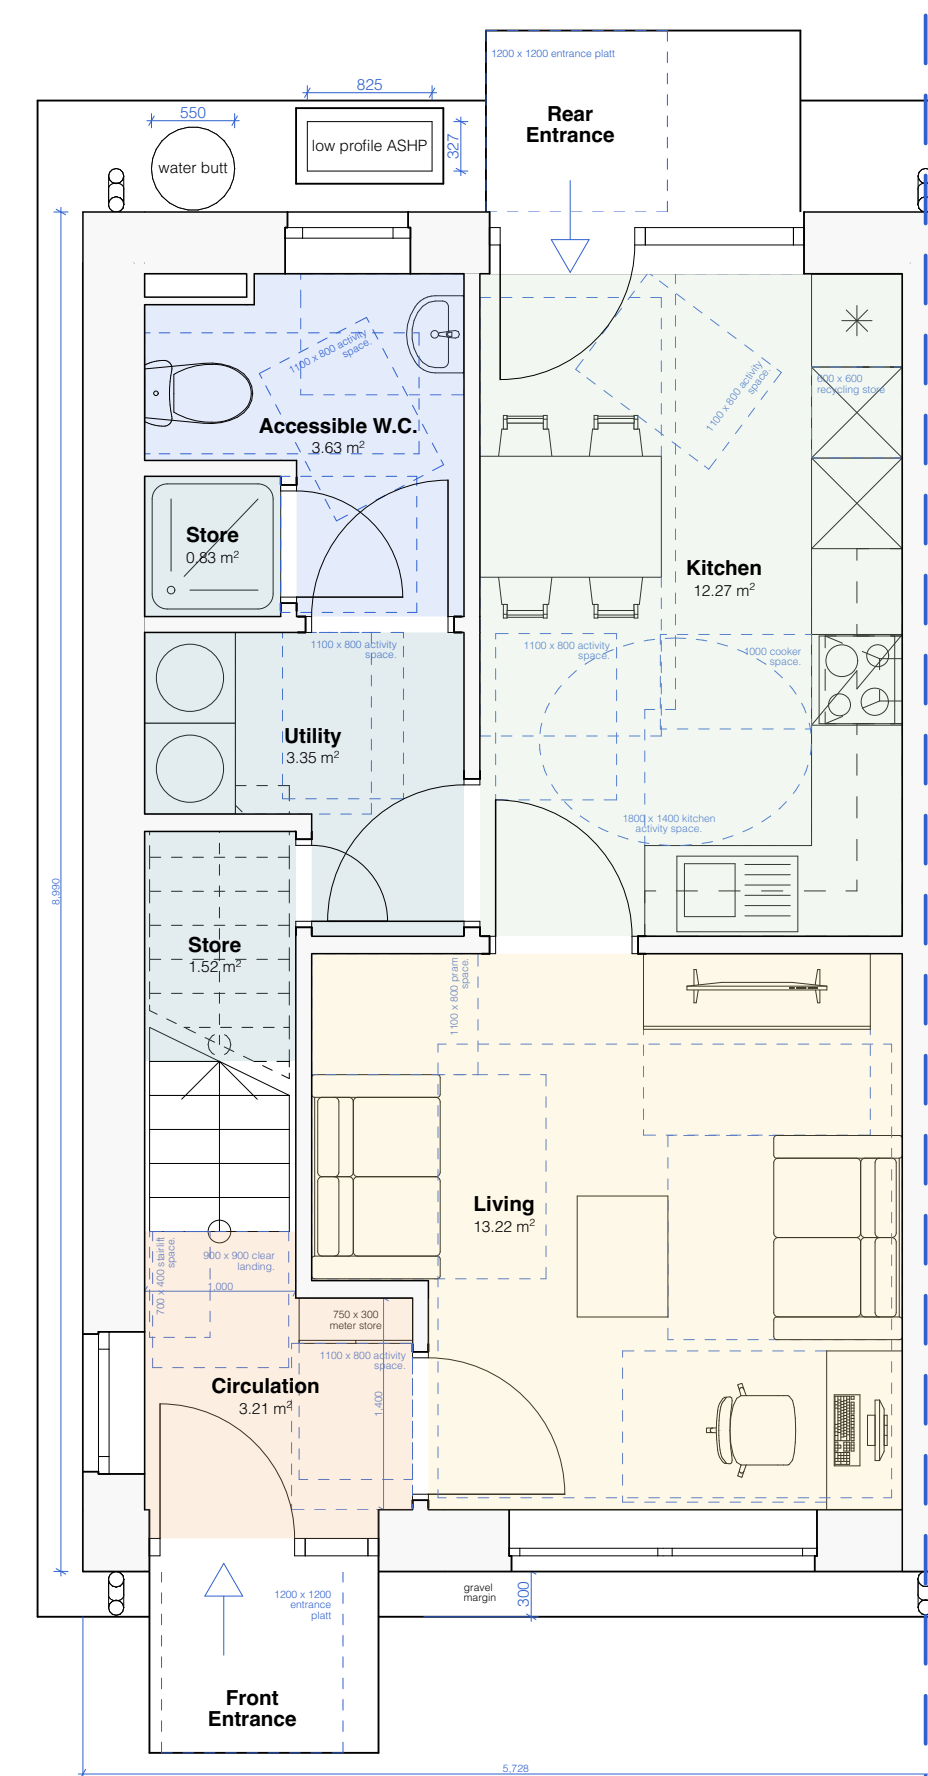 1200 x 1200 entrance platt
Rear
Entrance
825
550
327
low profile ASHP
water butt
1100 x 800 activity
space.
1100 x 800 activity
space.
600 x 600
recycling store
Accessible W.C.
3.63 m²
Store
0.83 m²
Kitchen
12.27 m²
1100 x 800 activity
space.
1100 x 800 activity
space.
1000 cooker
space.
Utility
3.35 m²
1800 x 1400 kitchen
activity space.
8,990
Store
1.52 m²
1100 x 800 pram
space.
Living
13.22 m²
700 x 400 stairlift
space.
900 x 900 clear
landing.
1,000
750 x 300
meter store
1100 x 800 activity
space.
Circulation
3.21 m²
1,400
1200 x 1200
entrance
platt
gravel
margin
300
Front
Entrance
5,728